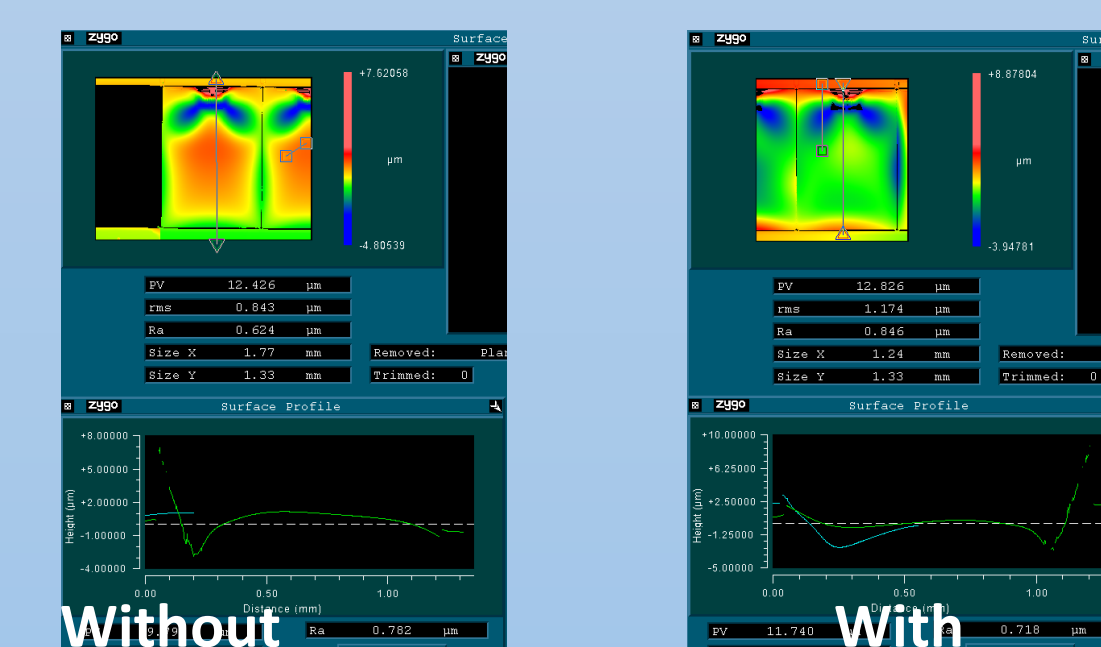 zygo
Surface
zygo
+7.62058
µm
-4.80539
PV 12.426 µm
rms 0.843 µm
Ra 0.624 µm
Size X 1.77 mm
Size Y 1.33 mm
Removed: Plan
Trimmed: 0
zygo
Surface Profile
+8.00000
+5.00000
+2.00000
-1.00000
-4.00000
Height (µm)
0.00 0.50 1.00
Distance (mm)
Ra 0.782 µm
Without
zygo
Sur
+8.87804
µm
-3.94781
PV 12.826 µm
rms 1.174 µm
Ra 0.846 µm
Size X 1.24 mm
Size Y 1.33 mm
Removed:
Trimmed: 0
zygo
Surface Profile
+10.00000
+6.25000
+2.50000
-1.25000
-5.00000
Height (µm)
0.00 0.50 1.00
PV 11.740
0.718 µm
With